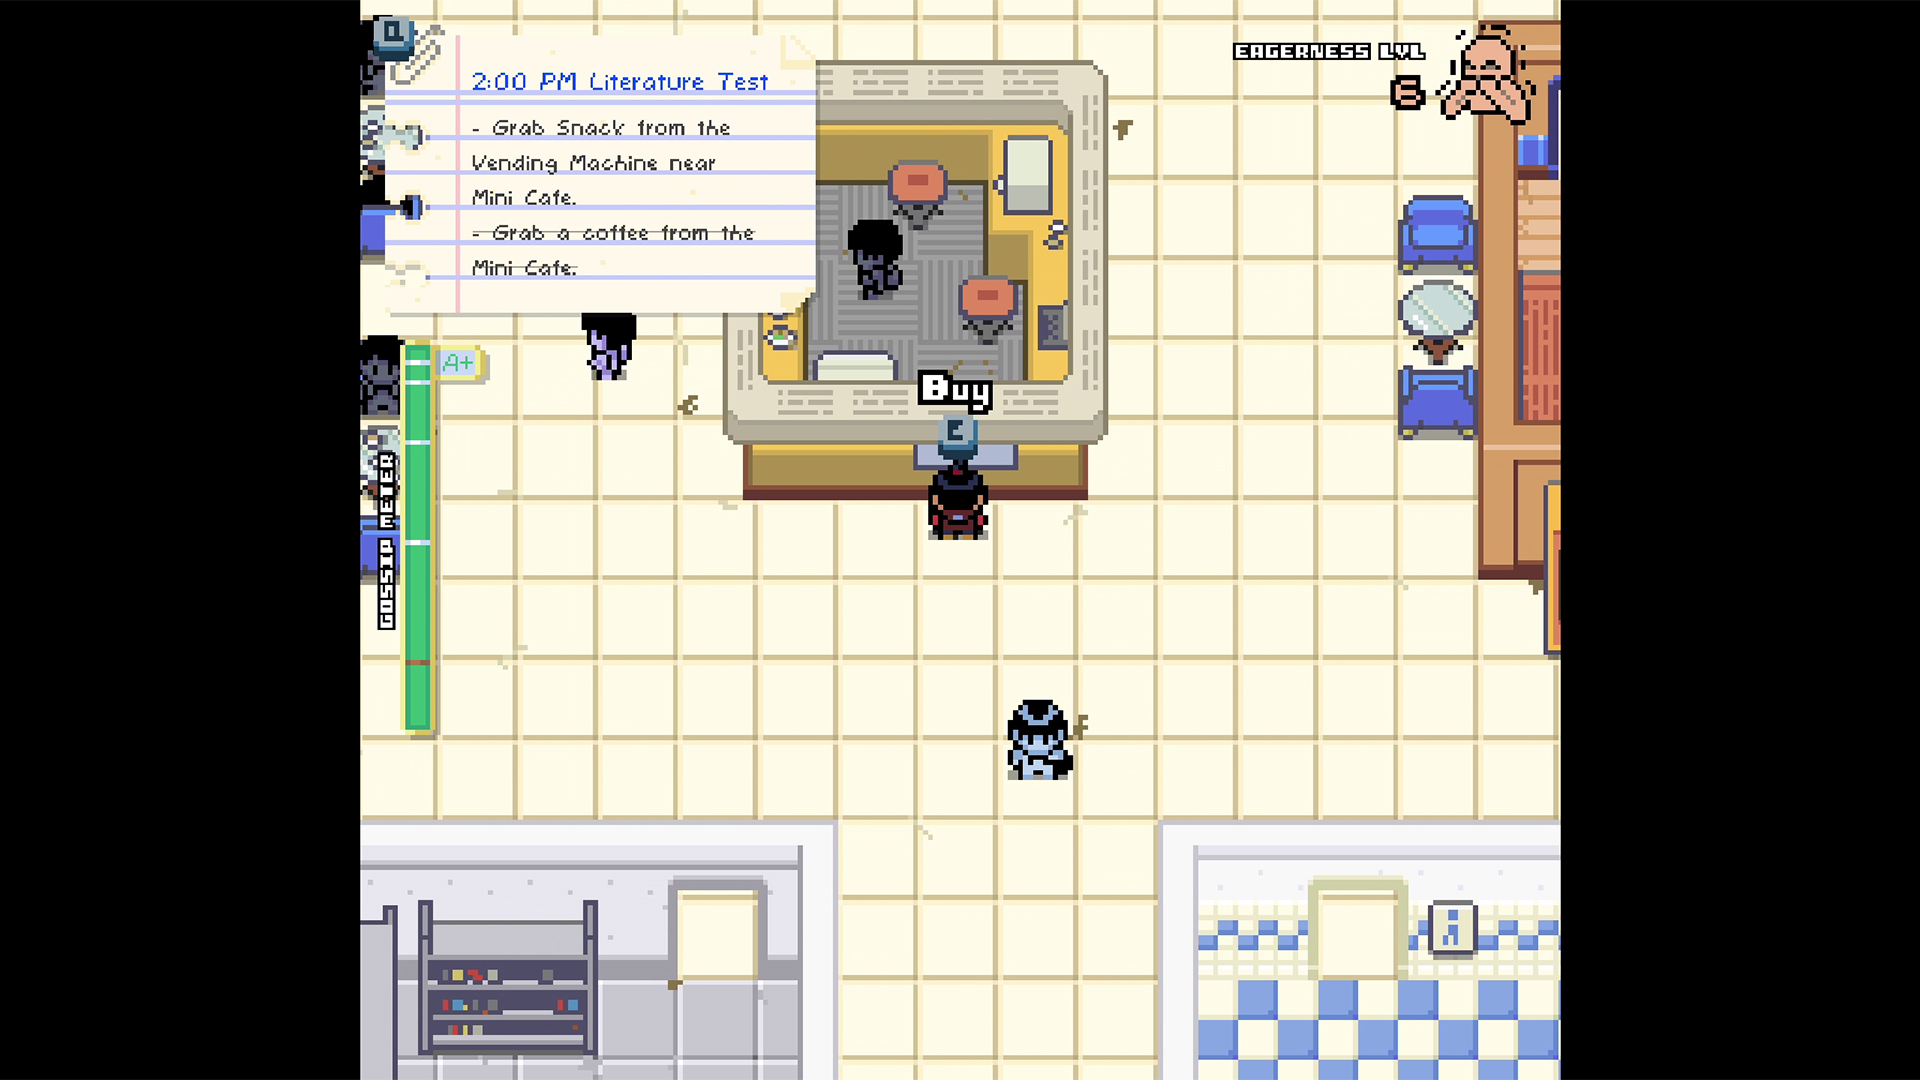 Q
EAGERNESS LVL
2:00 PM Literature Test
- Grab Snack from the
Vending Machine near
Mini Cafe.
- Grab a coffee from the
Mini Cafe.
A+
Buy
E
GOSSIP METER